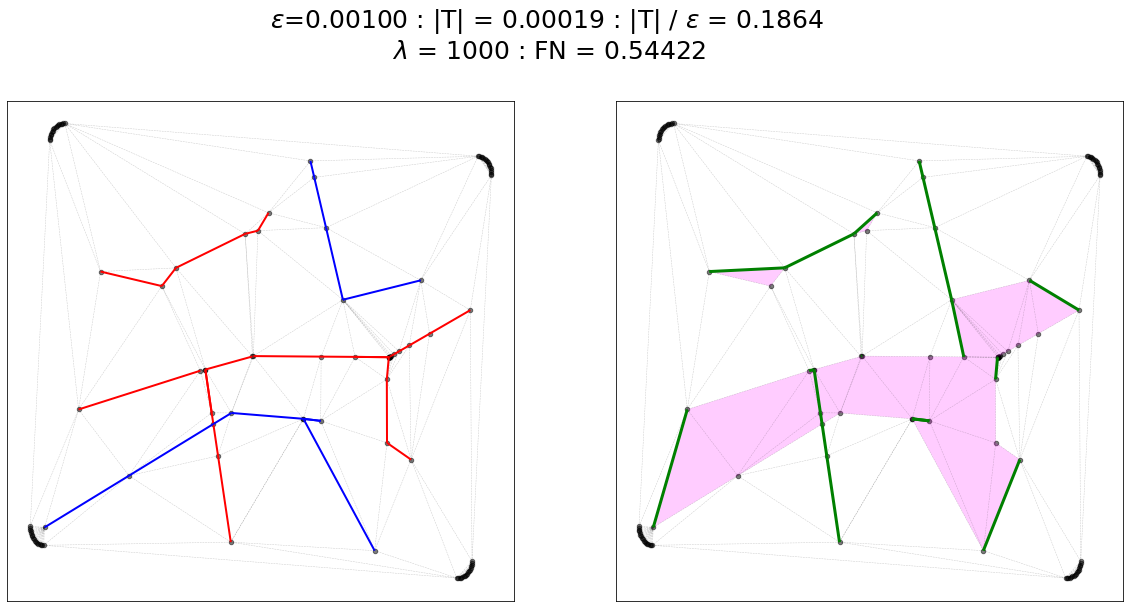 ε=0.00100 : |T| = 0.00019 : |T| / ε = 0.1864
λ = 1000 : FN = 0.54422